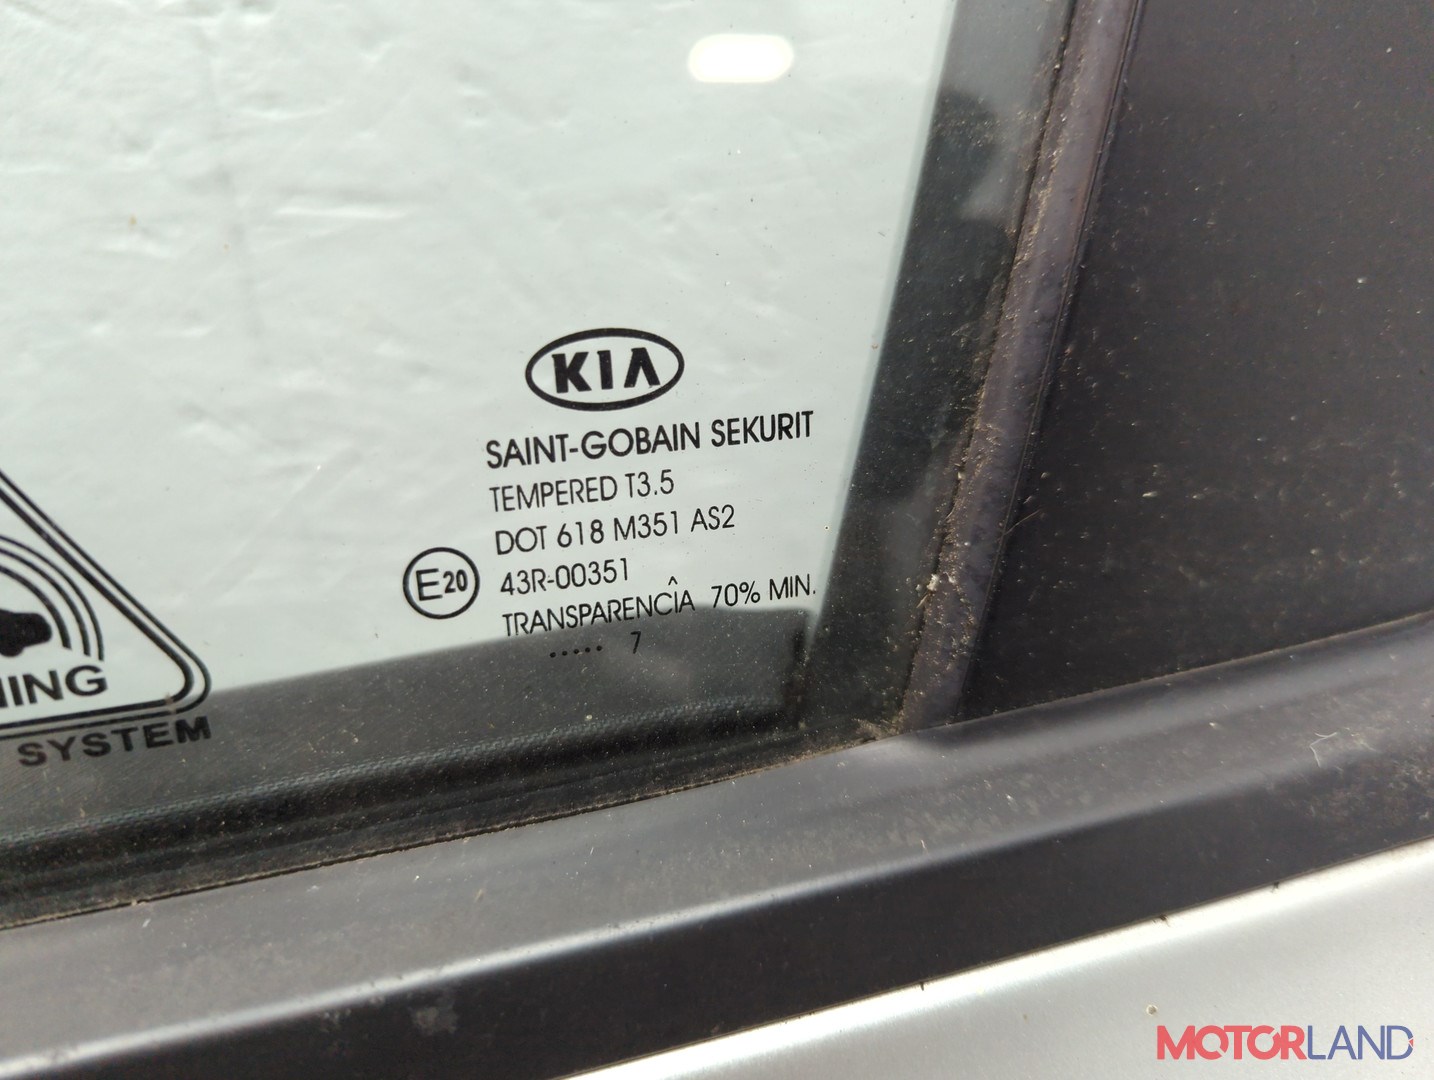 KIA
SAINT-GOBAIN SEKURIT
TEMPERED T3.5
DOT 618 M351 AS2
E20
43R-00351
TRANSPARENCÎA 70% MIN.
..... 7
SYSTEM
MOTORLAND